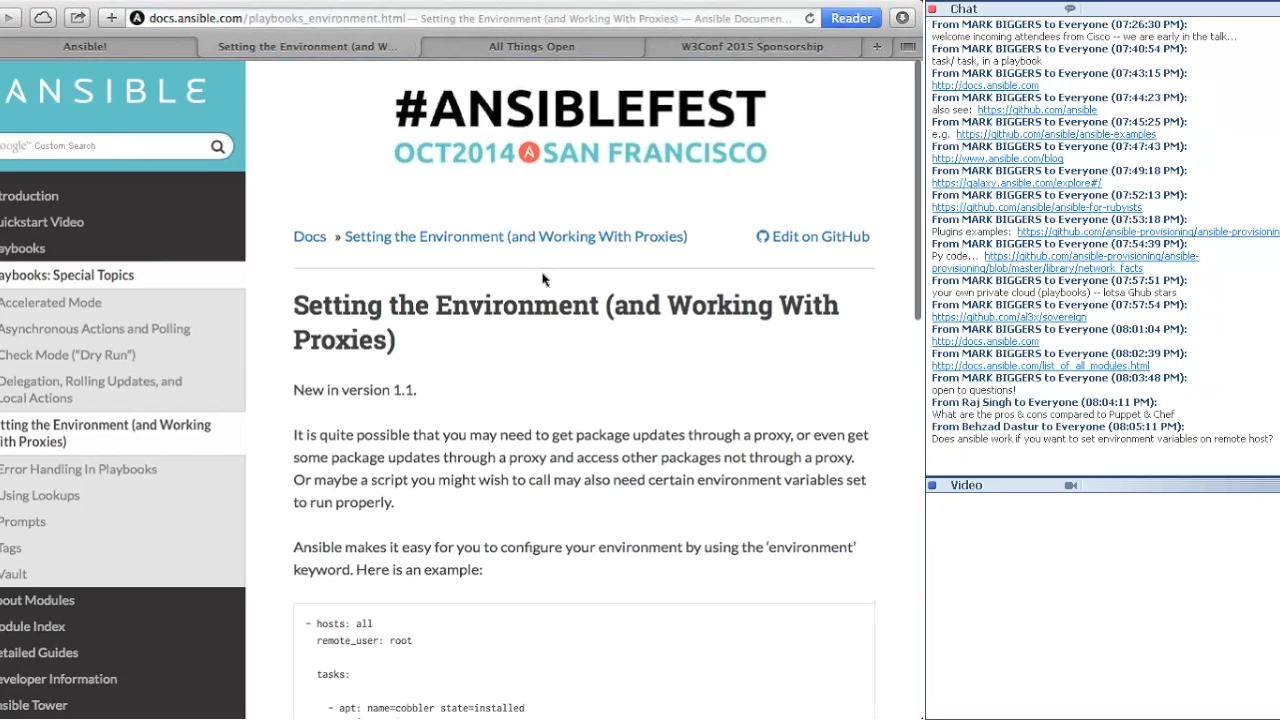 docs.ansible.com/playbooks_environment.html — Setting the Environment (and Working With Proxies) — Ansible Documen...
Reader
Ansible!
Setting the Environment (and W...
All Things Open
W3Conf 2015 Sponsorship
ANSIBLE
Custom Search
#ANSIBLEFEST
OCT2014 A SAN FRANCISCO
Docs » Setting the Environment (and Working With Proxies)
Edit on GitHub
troduction
uickstart Video
aybooks
aybooks: Special Topics
Accelerated Mode
Asynchronous Actions and Polling
Check Mode (“Dry Run”)
Delegation, Rolling Updates, and
Local Actions
tting the Environment (and Working
ith Proxies)
Error Handling In Playbooks
Using Lookups
Prompts
Tags
Vault
bout Modules
odule Index
etailed Guides
eveloper Information
nsible Tower
Setting the Environment (and Working With
Proxies)
New in version 1.1.
It is quite possible that you may need to get package updates through a proxy, or even get
some package updates through a proxy and access other packages not through a proxy.
Or maybe a script you might wish to call may also need certain environment variables set
to run properly.
Ansible makes it easy for you to configure your environment by using the ‘environment’
keyword. Here is an example:
- hosts: all
remote_user: root
tasks:
- apt: name=cobbler state=installed
Chat
From MARK BIGGERS to Everyone (07:26:30 PM):
welcome incoming attendees from Cisco -- we are early in the talk...
From MARK BIGGERS to Everyone (07:40:54 PM):
task/ task, in a playbook
From MARK BIGGERS to Everyone (07:43:15 PM):
http://docs.ansible.com
From MARK BIGGERS to Everyone (07:44:23 PM):
also see: https://github.com/ansible
From MARK BIGGERS to Everyone (07:45:25 PM):
e.g. https://github.com/ansible/ansible-examples
From MARK BIGGERS to Everyone (07:47:43 PM):
http://www.ansible.com/blog
From MARK BIGGERS to Everyone (07:49:18 PM):
https://galaxy.ansible.com/explore#/
From MARK BIGGERS to Everyone (07:52:13 PM):
https://github.com/ansible/ansible-for-rubyists
From MARK BIGGERS to Everyone (07:53:18 PM):
Plugins examples: https://github.com/ansible-provisioning/ansible-provisionin
From MARK BIGGERS to Everyone (07:54:39 PM):
Py code... https://github.com/ansible-provisioning/ansible-
provisioning/blob/master/library/network_facts
From MARK BIGGERS to Everyone (07:57:51 PM):
your own private cloud (playbooks) -- lotsa Ghub stars
From MARK BIGGERS to Everyone (07:57:54 PM):
https://github.com/al3x/sovereign
From MARK BIGGERS to Everyone (08:01:04 PM):
http://docs.ansible.com
From MARK BIGGERS to Everyone (08:02:39 PM):
http://docs.ansible.com/list_of_all_modules.html
From MARK BIGGERS to Everyone (08:03:48 PM):
open to questions!
From Raj Singh to Everyone (08:04:11 PM):
What are the pros & cons compared to Puppet & Chef
From Behzad Dastur to Everyone (08:05:11 PM):
Does ansible work if you want to set environment variables on remote host?
Video